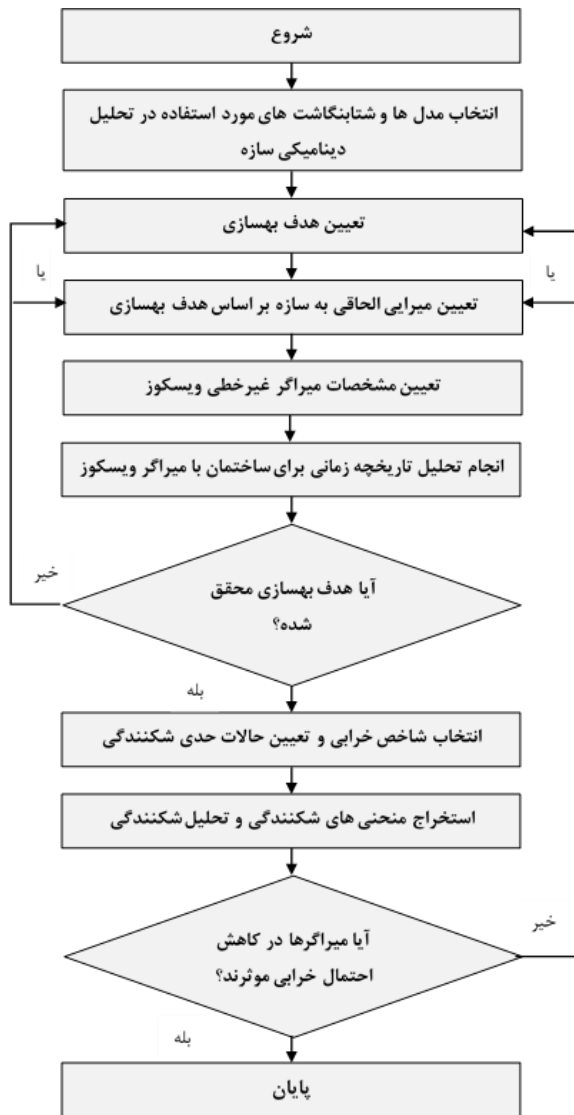 شروع
انتخاب مدل ها و شتابنگاشت های مورد استفاده در تحلیل
دینامیکی سازه
تعیین هدف بهسازی
یا
یا
تعیین میرایی الحاقی به سازه بر اساس هدف بهسازی
تعیین مشخصات میراگر غیرخطی ویسکوز
انجام تحلیل تاریخچه زمانی برای ساختمان با میراگر ویسکوز
خیر
آیا هدف بهسازی محقق
شده؟
بله
انتخاب شاخص خرابی و تعیین حالات حدی شکنندگی
استخراج منحنی های شکنندگی و تحلیل شکنندگی
خیر
آیا میراگرها در کاهش
احتمال خرابی موثرند؟
بله
پایان